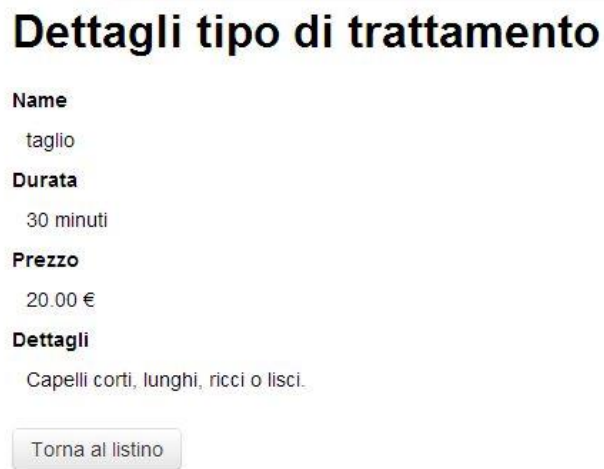 Dettagli tipo di trattamento
Name
taglio
Durata
30 minuti
Prezzo
20.00 €
Dettagli
Capelli corti, lunghi, ricci o lisci.
Torna al listino